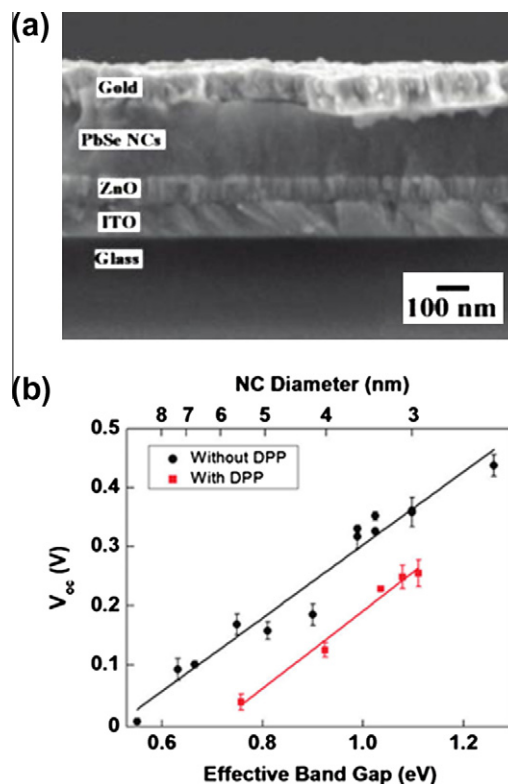 (a)
Gold
PbSe NCs
ZnO
ITO
Glass
100 nm
(b)
NC Diameter (nm)
8 7 6 5 4 3
0.5
0.4
0.3
0.2
0.1
0
Without DPP
With DPP
Voc (V)
0.6 0.8 1.0 1.2
Effective Band Gap (eV)